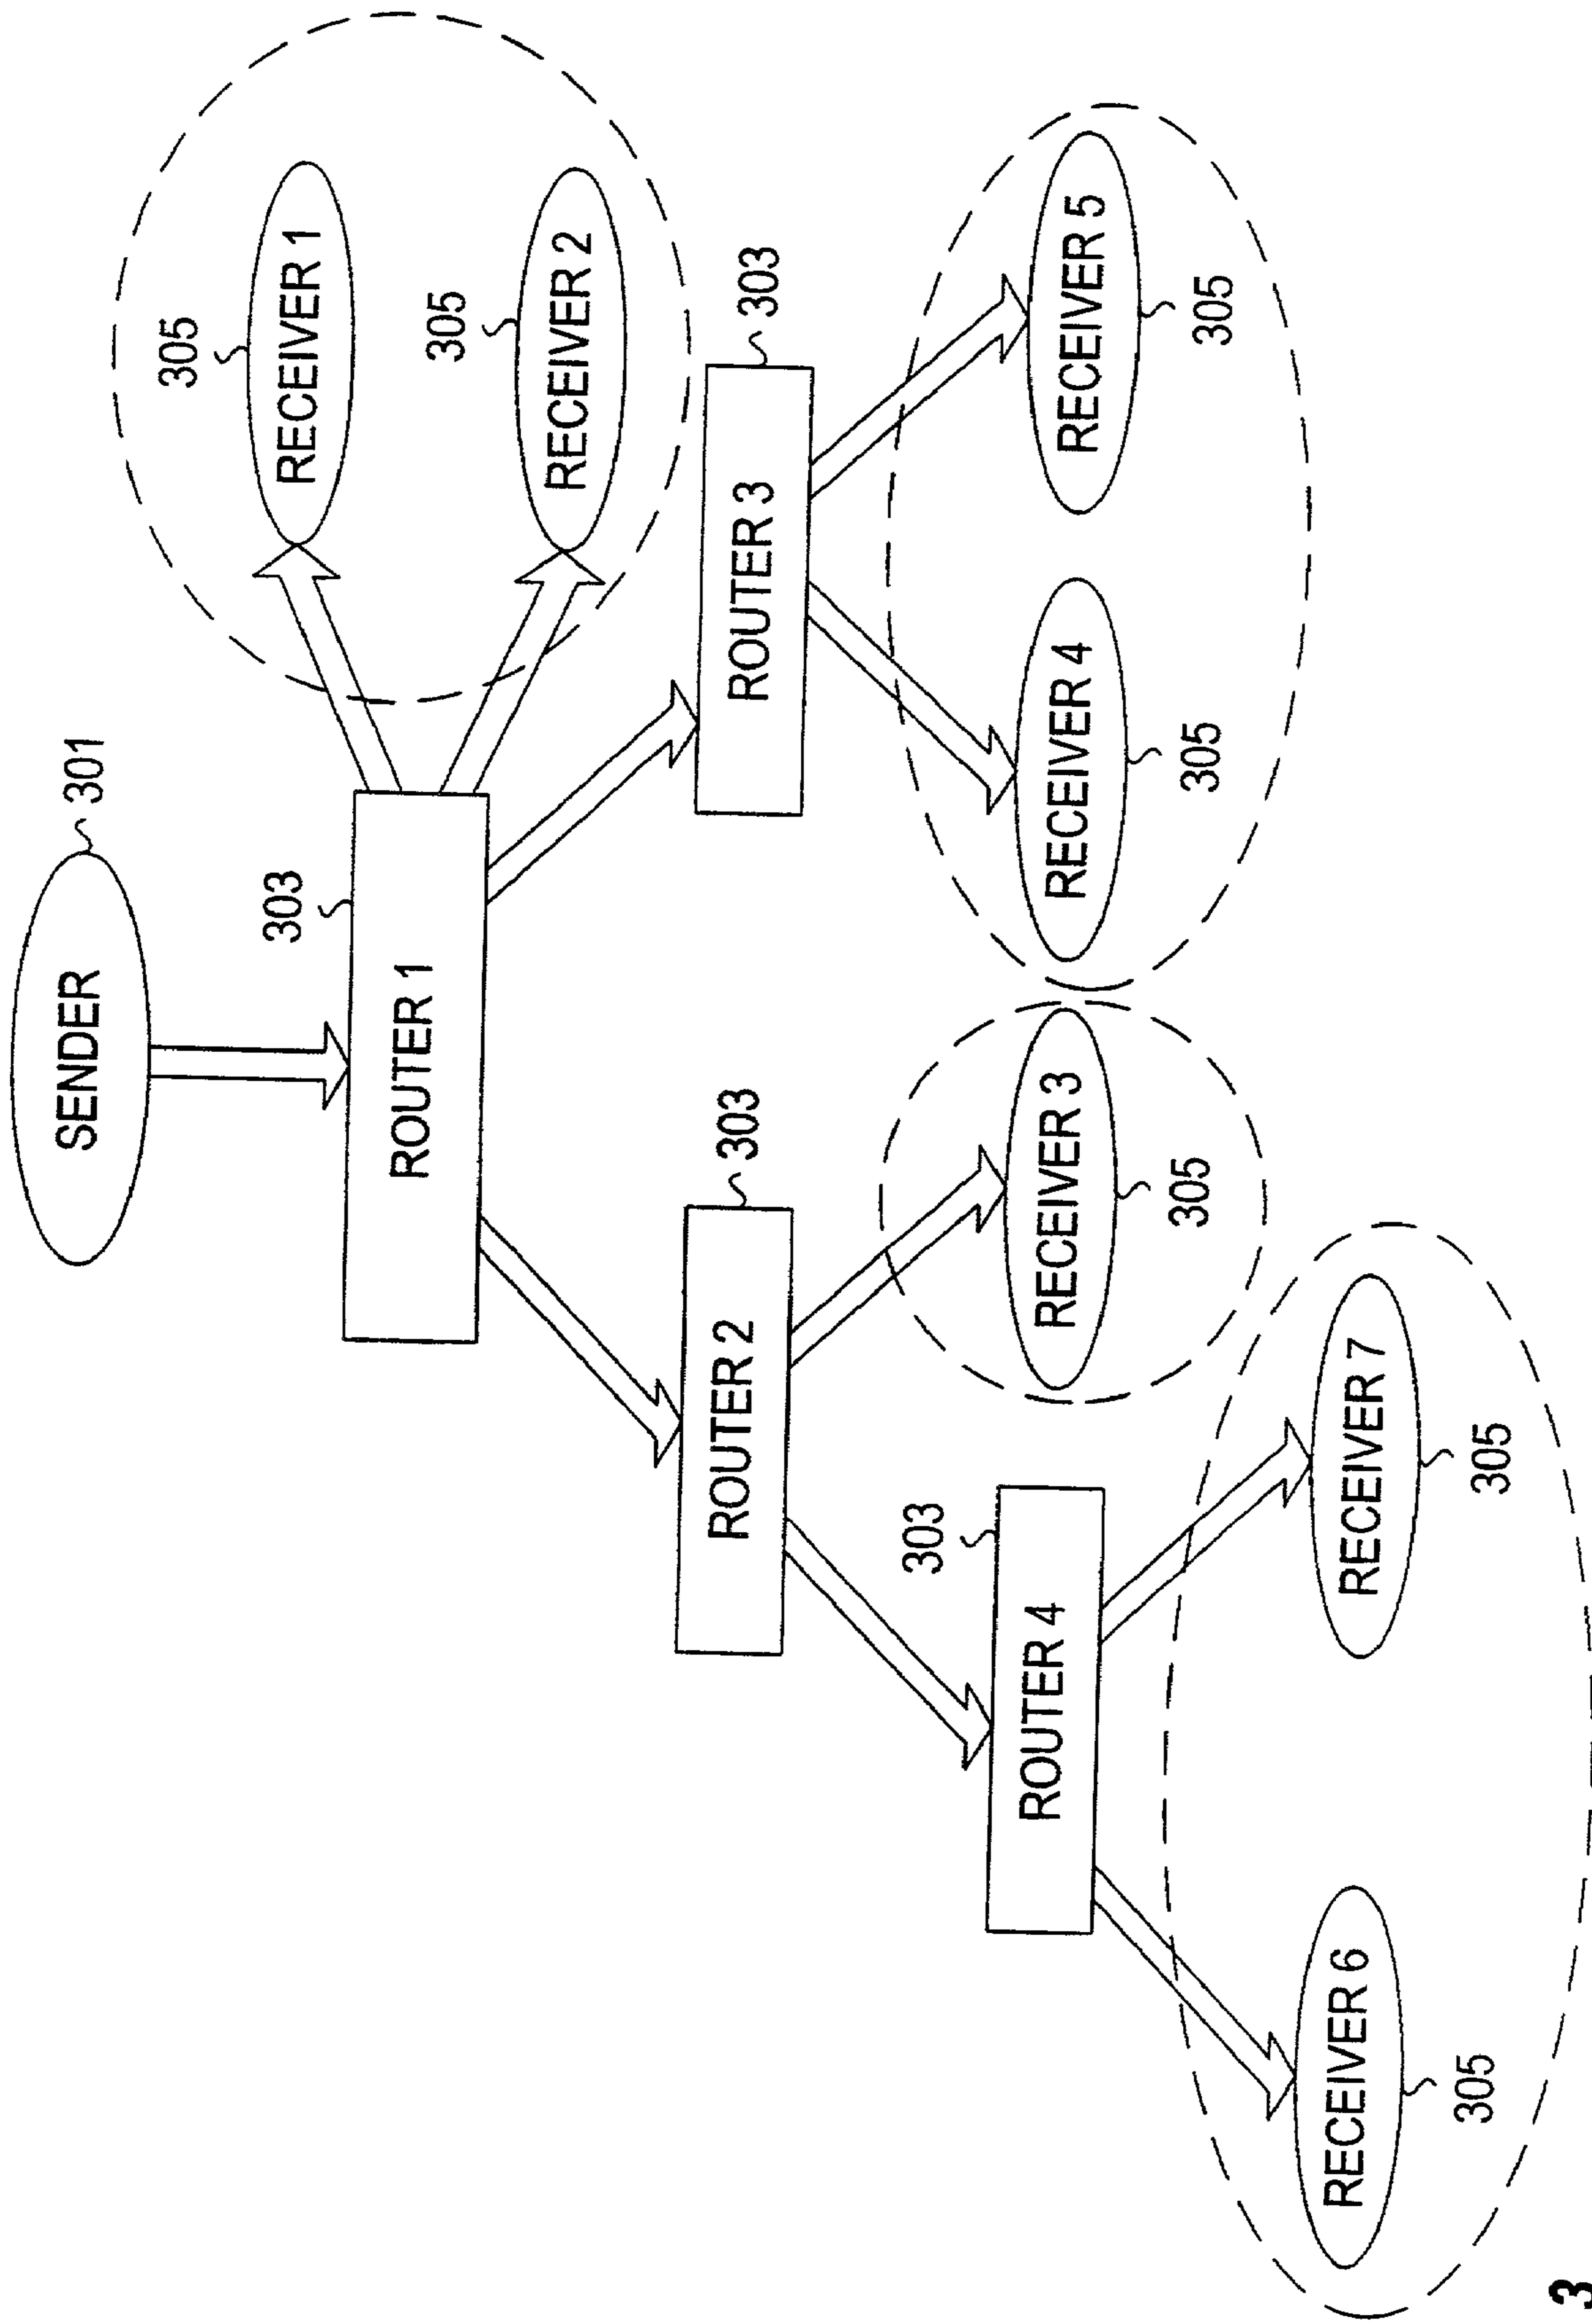 SENDER
301
303
ROUTER 1
305
RECEIVER 1
305
RECEIVER 2
303
ROUTER 2
303
ROUTER 3
303
ROUTER 4
RECEIVER 3
305
RECEIVER 4
305
RECEIVER 5
305
RECEIVER 6
305
RECEIVER 7
305
3